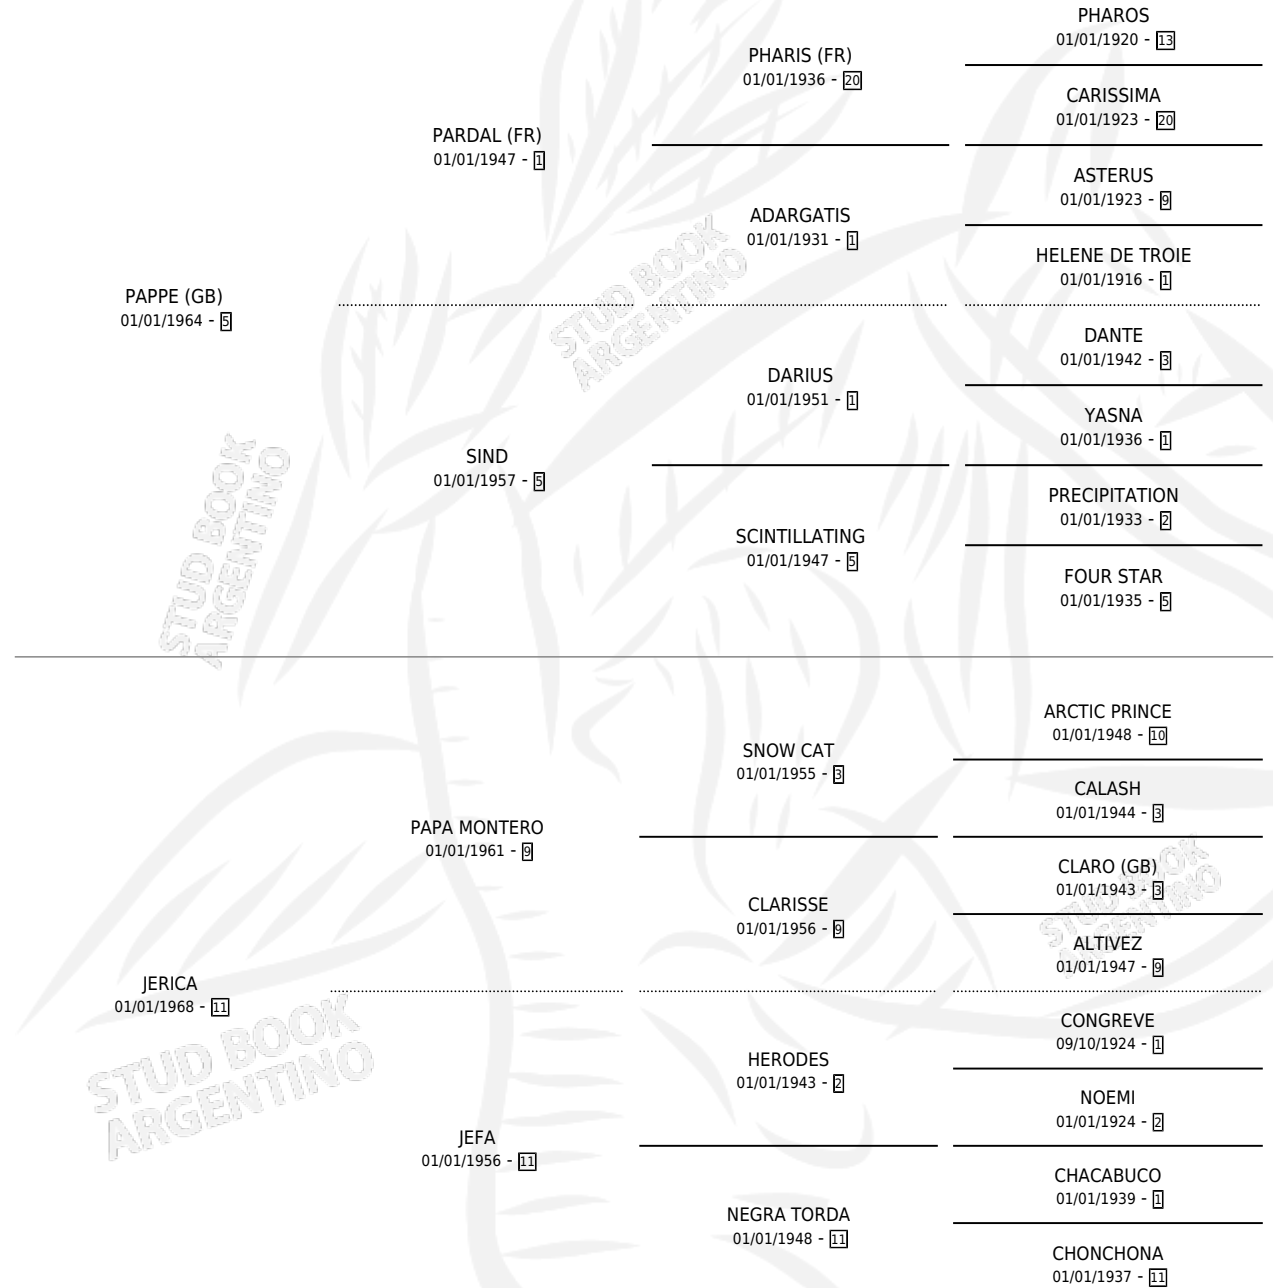 PHAROS
01/01/1920 - 13
PHARIS (FR)
01/01/1936 - 20
CARISSIMA
01/01/1923 - 20
PARDAL (FR)
01/01/1947 - 1
ASTERUS
01/01/1923 - 9
ADARGATIS
01/01/1931 - 1
HELENE DE TROIE
01/01/1916 - 1
PAPPE (GB)
01/01/1964 - 5
DANTE
01/01/1942 - 3
DARIUS
01/01/1951 - 1
YASNA
01/01/1936 - 1
SIND
01/01/1957 - 5
PRECIPITATION
01/01/1933 - 2
SCINTILLATING
01/01/1947 - 5
FOUR STAR
01/01/1935 - 5
ARCTIC PRINCE
01/01/1948 - 10
SNOW CAT
01/01/1955 - 3
CALASH
01/01/1944 - 3
PAPA MONTERO
01/01/1961 - 9
CLARO (GB)
01/01/1943 - 3
CLARISSE
01/01/1956 - 9
ALTIVEZ
01/01/1947 - 9
JERICA
01/01/1968 - 11
CONGREVE
09/10/1924 - 1
HERODES
01/01/1943 - 2
NOEMI
01/01/1924 - 2
JEFA
01/01/1956 - 11
CHACABUCO
01/01/1939 - 1
NEGRA TORDA
01/01/1948 - 11
CHONCHONA
01/01/1937 - 11
STUD BOOK
ARGENTINO
STUD BOOK
ARGENTINO
STUD BOOK
ARGENTINO
STUD BOOK
ARGENTINO